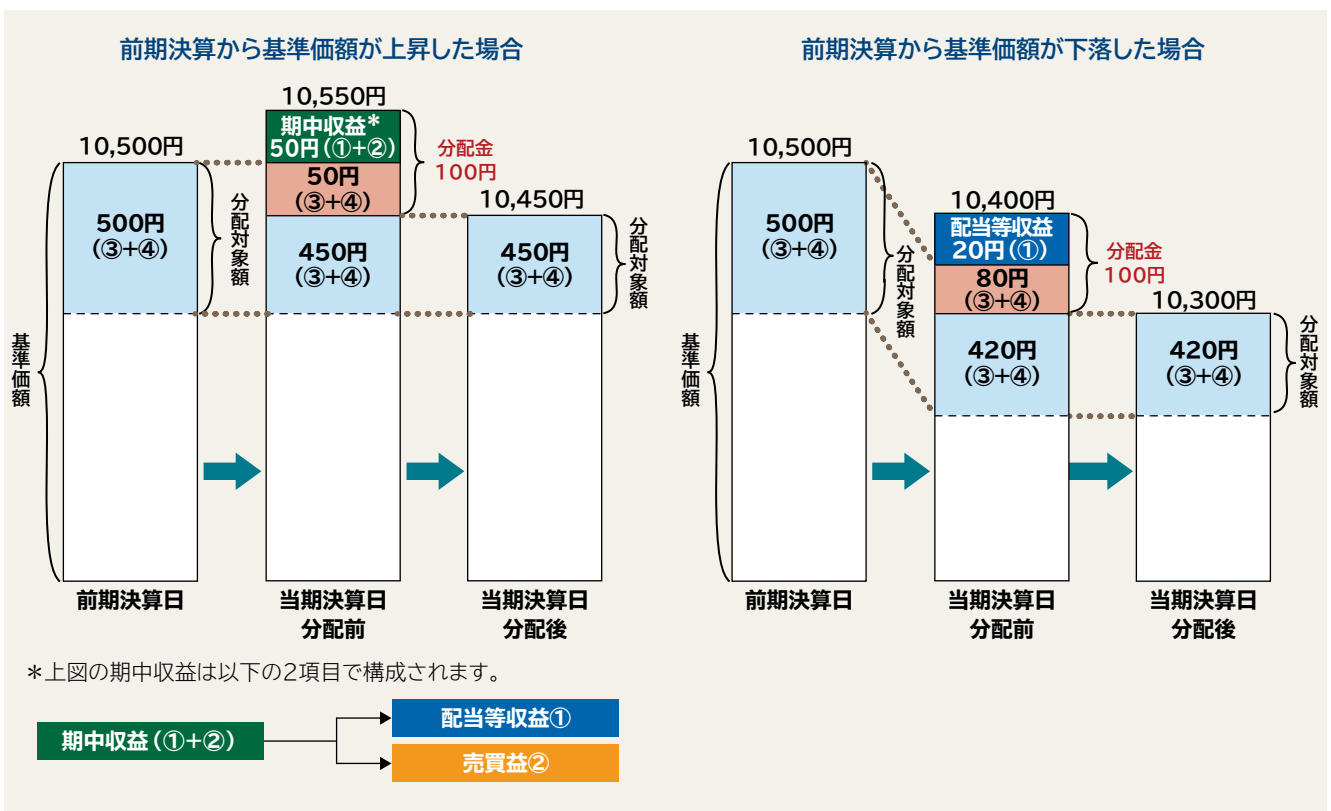 前期決算から基準価額が上昇した場合
10,500円
500円
(③+④)
分配対象額
基準価額
前期決算日
10,550円
期中収益*
50円(①+②)
50円
(③+④)
分配金
100円
450円
(③+④)
当期決算日
分配前
10,450円
450円
(③+④)
分配対象額
当期決算日
分配後
前期決算から基準価額が下落した場合
10,500円
500円
(③+④)
分配対象額
基準価額
前期決算日
10,400円
配当等収益
20円(①)
80円
(③+④)
分配金
100円
420円
(③+④)
当期決算日
分配前
10,300円
420円
(③+④)
分配対象額
当期決算日
分配後
*上図の期中収益は以下の2項目で構成されます。
期中収益(①+②)
配当等収益①
売買益②